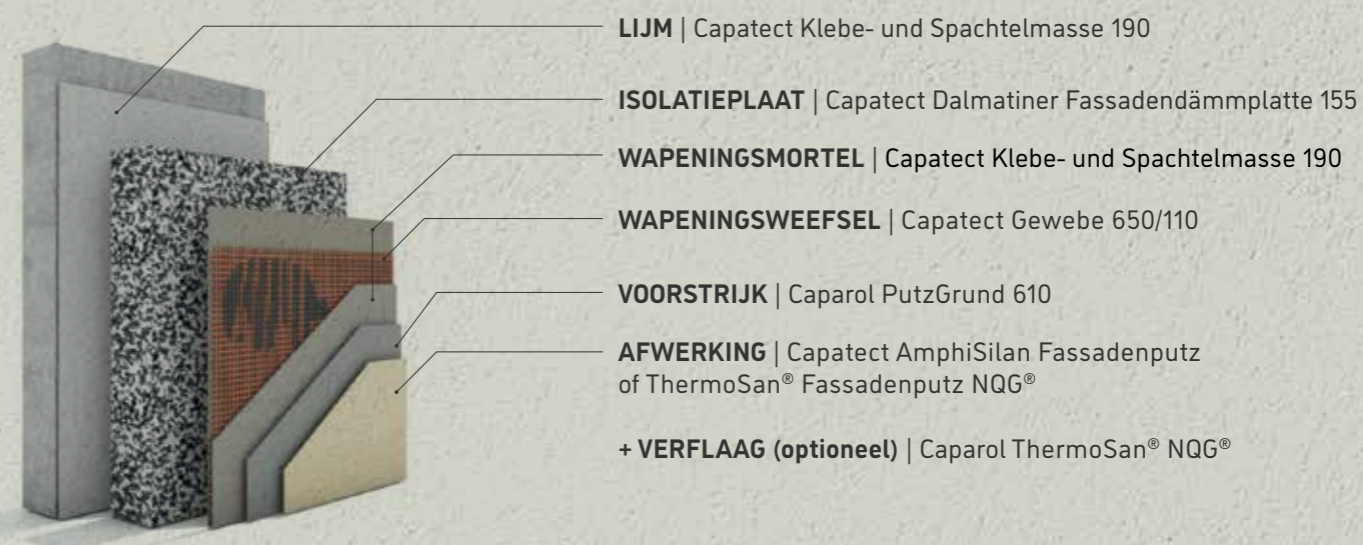 LIJM | Capatect Klebe- und Spachtelmasse 190
ISOLATIEPLAAT | Capatect Dalmatiner Fassadendämmplatte 155
WAPENINGSMORTEL | Capatect Klebe- und Spachtelmasse 190
WAPENINGSWEEFSEL | Capatect Gewebe 650/110
VOORSTRIJK | Caparol PutzGrund 610
AFWERKING | Capatect AmphiSilan Fassadenputz
of ThermoSan® Fassadenputz NQG®
+ VERFLAAG (optioneel) | Caparol ThermoSan® NQG®